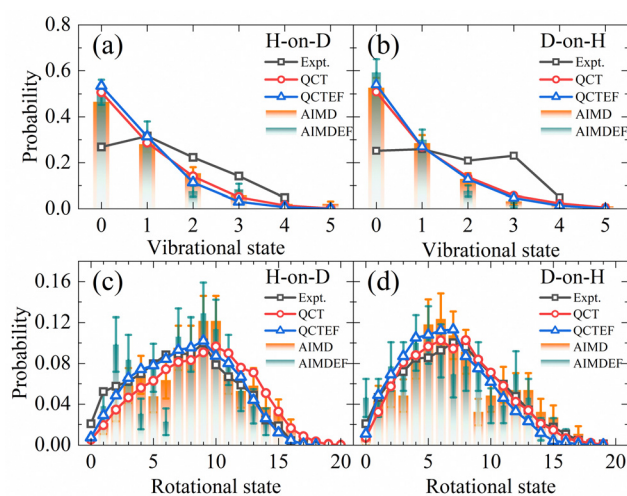 (a) H-on-D
Expt.
QCT
QCTEF
AIMD
AIMDEF
(b) D-on-H
Expt.
QCT
QCTEF
AIMD
AIMDEF
Probability
0.8
0.6
0.4
0.2
0.0
0 1 2 3 4 5
0 1 2 3 4 5
Vibrational state
Vibrational state
(c) H-on-D
Expt.
QCT
QCTEF
AIMD
AIMDEF
(d) D-on-H
Expt.
QCT
QCTEF
AIMD
AIMDEF
Probability
0.16
0.12
0.08
0.04
0.00
0 5 10 15 20
0 5 10 15 20
Rotational state
Rotational state